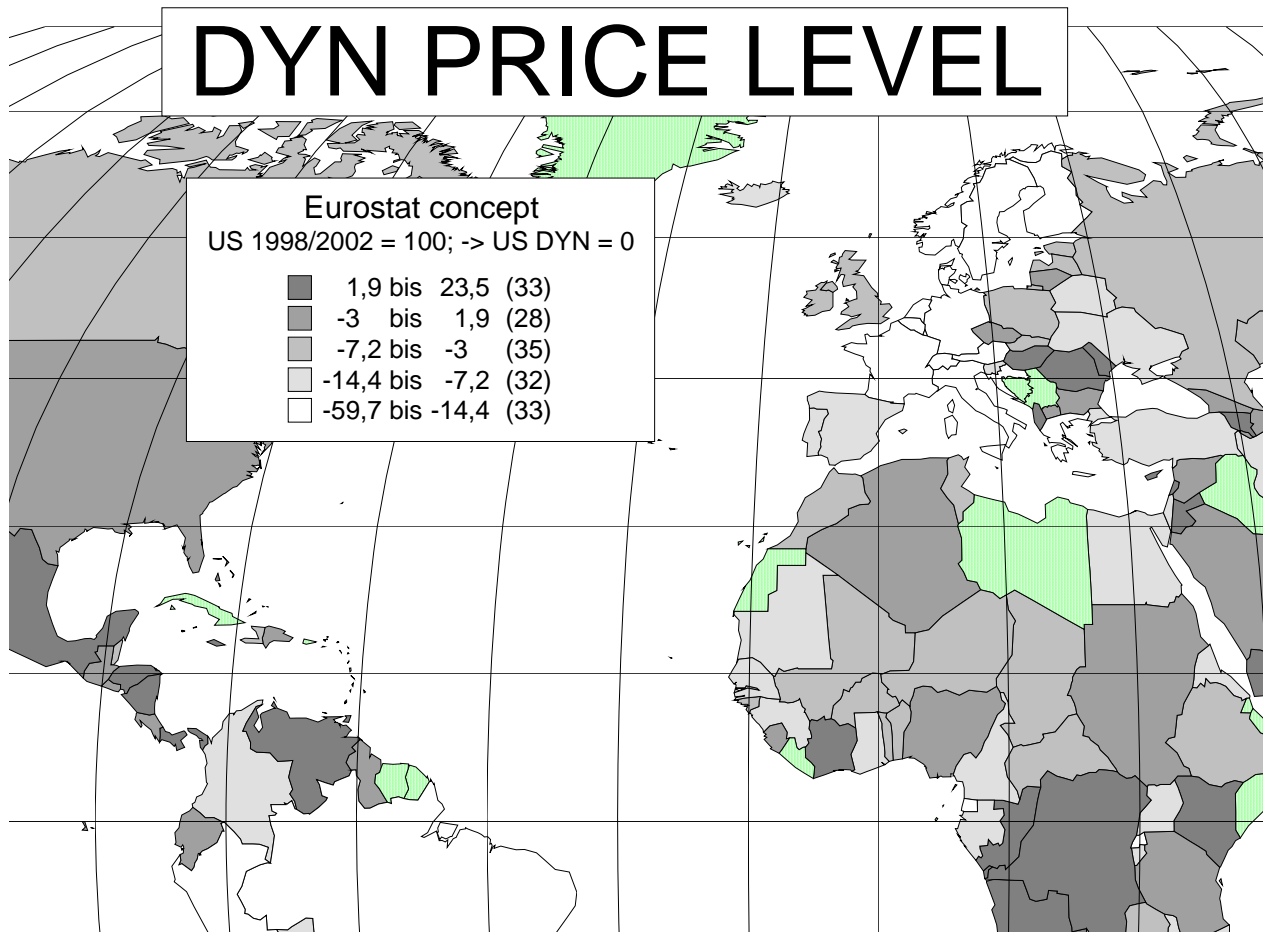 DYN PRICE LEVEL
Eurostat concept
US 1998/2002 = 100; -> US DYN = 0
1,9 bis 23,5 (33)
-3 bis 1,9 (28)
-7,2 bis -3 (35)
-14,4 bis -7,2 (32)
-59,7 bis -14,4 (33)